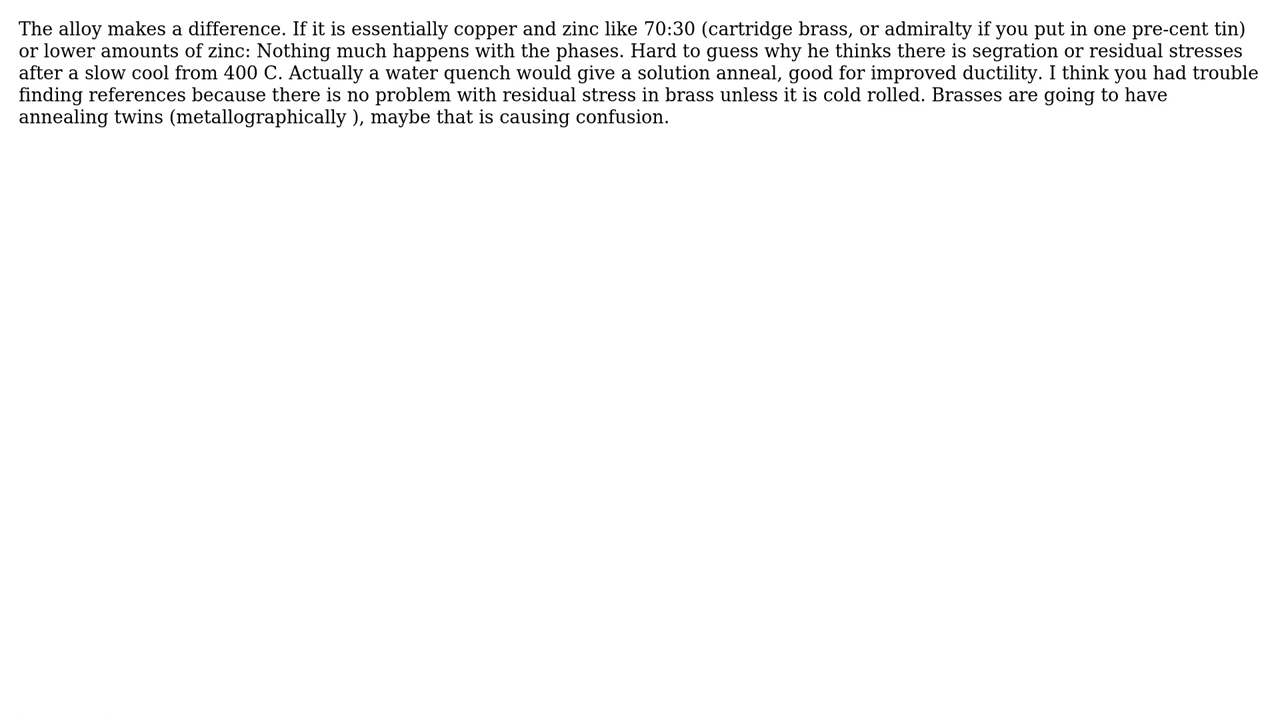 The alloy makes a difference. If it is essentially copper and zinc like 70:30 (cartridge brass, or admiralty if you put in one pre-cent tin)
or lower amounts of zinc: Nothing much happens with the phases. Hard to guess why he thinks there is segration or residual stresses
after a slow cool from 400 C. Actually a water quench would give a solution anneal, good for improved ductility. I think you had trouble
finding references because there is no problem with residual stress in brass unless it is cold rolled. Brasses are going to have
annealing twins (metallographically ), maybe that is causing confusion.